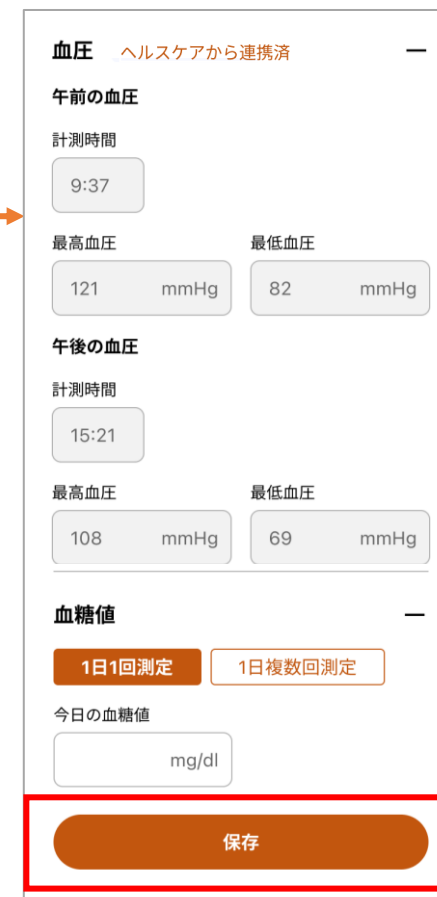 血圧 ヘルスケアから連携済
午前の血圧
計測時間
9:37
最高血圧 最低血圧
121 mmHg 82 mmHg
午後の血圧
計測時間
15:21
最高血圧 最低血圧
108 mmHg 69 mmHg
血糖値
1日1回測定 1日複数回測定
今日の血糖値
mg/dl
保存